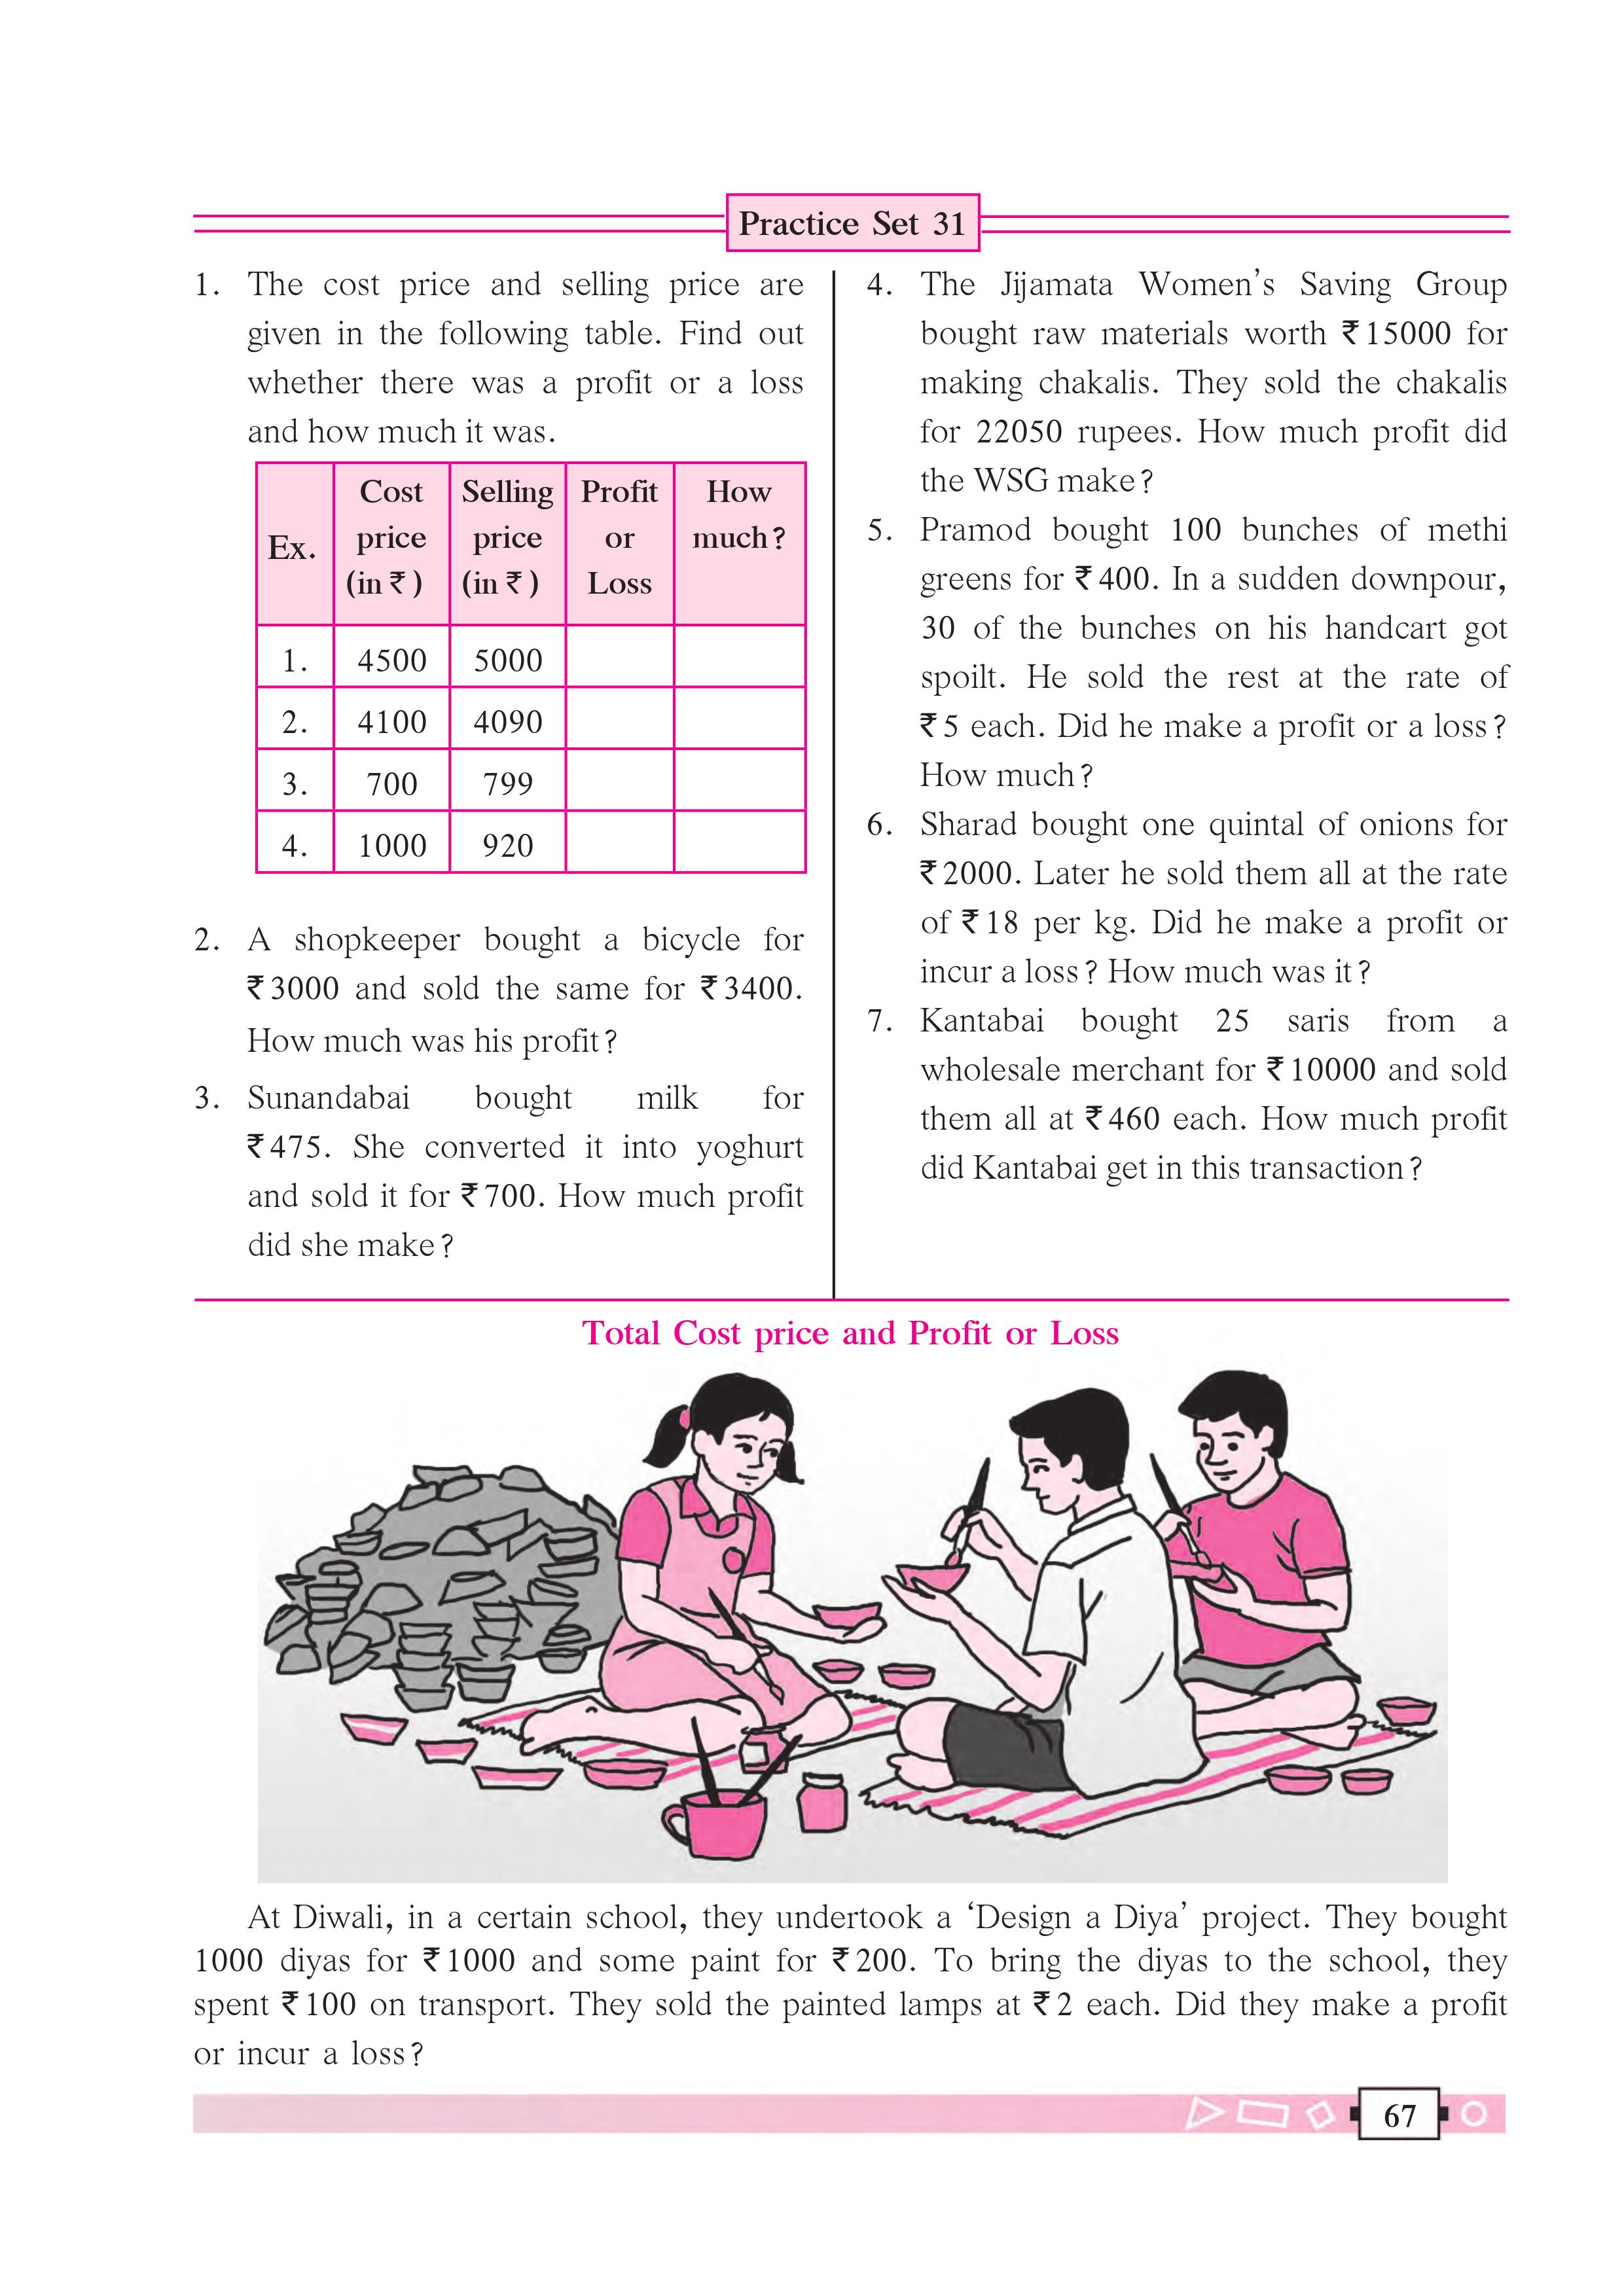 Practice Set 31
1. The cost price and selling price are
given in the following table. Find out
whether there was a profit or a loss
and how much it was.
Ex. Cost price (in ₹) Selling price (in ₹) Profit or Loss How much?
1. 4500 5000
2. 4100 4090
3. 700 799
4. 1000 920
2. A shopkeeper bought a bicycle for
₹3000 and sold the same for ₹3400.
How much was his profit?
3. Sunandabai bought milk for
₹475. She converted it into yoghurt
and sold it for ₹700. How much profit
did she make?
4. The Jijamata Women's Saving Group
bought raw materials worth ₹15000 for
making chakalis. They sold the chakalis
for 22050 rupees. How much profit did
the WSG make?
5. Pramod bought 100 bunches of methi
greens for ₹400. In a sudden downpour,
30 of the bunches on his handcart got
spoilt. He sold the rest at the rate of
₹5 each. Did he make a profit or a loss?
How much?
6. Sharad bought one quintal of onions for
₹2000. Later he sold them all at the rate
of ₹18 per kg. Did he make a profit or
incur a loss? How much was it?
7. Kantabai bought 25 saris from a
wholesale merchant for ₹10000 and sold
them all at ₹460 each. How much profit
did Kantabai get in this transaction?
Total Cost price and Profit or Loss
At Diwali, in a certain school, they undertook a ‘Design a Diya’ project. They bought
1000 diyas for ₹1000 and some paint for ₹200. To bring the diyas to the school, they
spent ₹100 on transport. They sold the painted lamps at ₹2 each. Did they make a profit
or incur a loss?
67